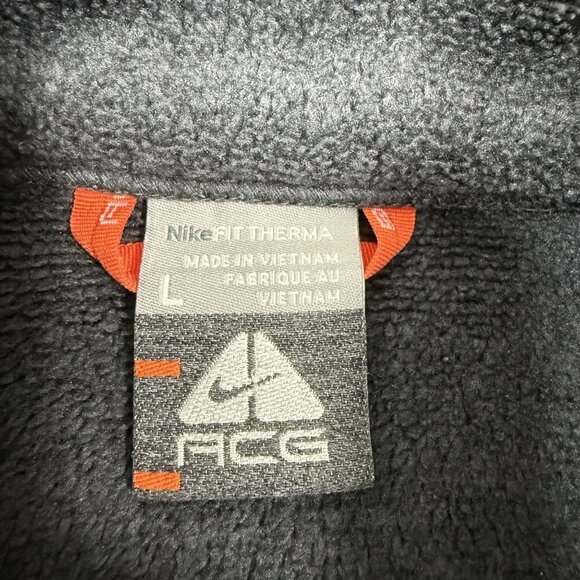 NikeFIT THERMA
MADE IN VIETNAM
FABRIQUE AU
VIETNAM
L
ACG